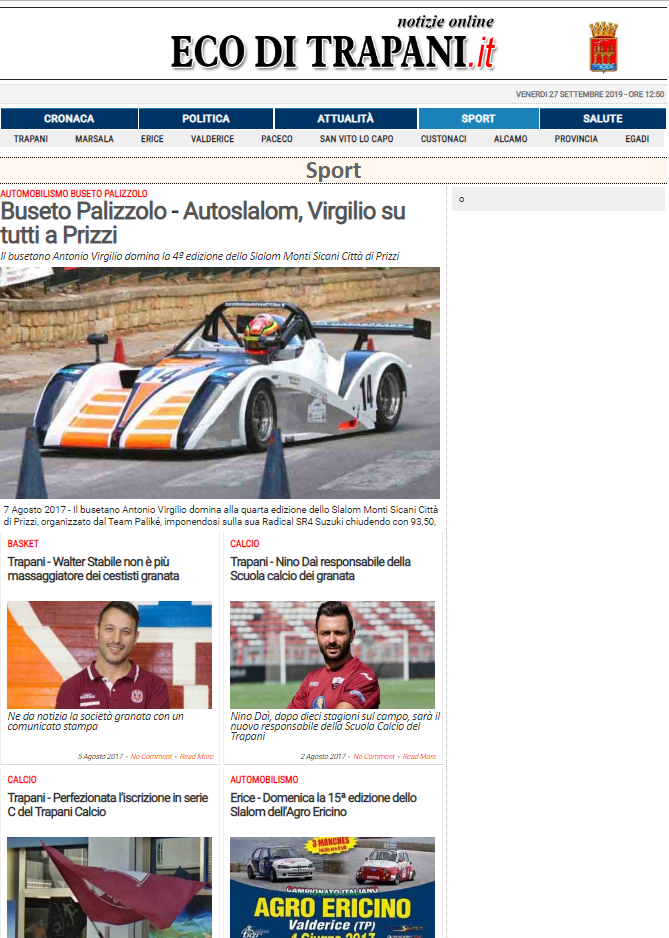 notizie online
ECO DI TRAPANI.it
VENERDI 27 SETTEMBRE 2019 - ORE 12:50
CRONACA POLITICA ATTUALITÀ SPORT SALUTE
TRAPANI MARSALA ERICE VALDERICE PACECO SAN VITO LO CAPO CUSTONACI ALCAMO PROVINCIA EGADI
Sport
AUTOMOBILISMO BUSETO PALIZZOLO
Buseto Palizzolo - Autoslalom, Virgilio su
tutti a Prizzi
Il busetano Antonio Virgilio domina la 4ª edizione dello Slalom Monti Sicani Città di Prizzi
o
14
14
7 Agosto 2017 - Il busetano Antonio Virgilio domina alla quarta edizione dello Slalom Monti Sicani Città
di Prizzi, organizzato dal Team Paliké, imponendosi sulla sua Radical SR4 Suzuki chiudendo con 93,50,
BASKET
Trapani - Walter Stabile non è più
massaggiatore dei cestisti granata
Ne da notizia la società granata con un
comunicato stampa
5 Agosto 2017 • No Comment • Read More
CALCIO
Trapani - Nino Daì responsabile della
Scuola calcio dei granata
Nino Daì, dopo dieci stagioni sul campo, sarà il
nuovo responsabile della Scuola Calcio del
Trapani
2 Agosto 2017 • No Comment • Read More
CALCIO
Trapani - Perfezionata l'iscrizione in serie
C del Trapani Calcio
AUTOMOBILISMO
Erice - Domenica la 15ª edizione dello
Slalom dell'Agro Ericino
3 MANCHES
CAMPIONATO ITALIANO
AGRO ERICINO
Valderice (TP)
4 Giugno 2017